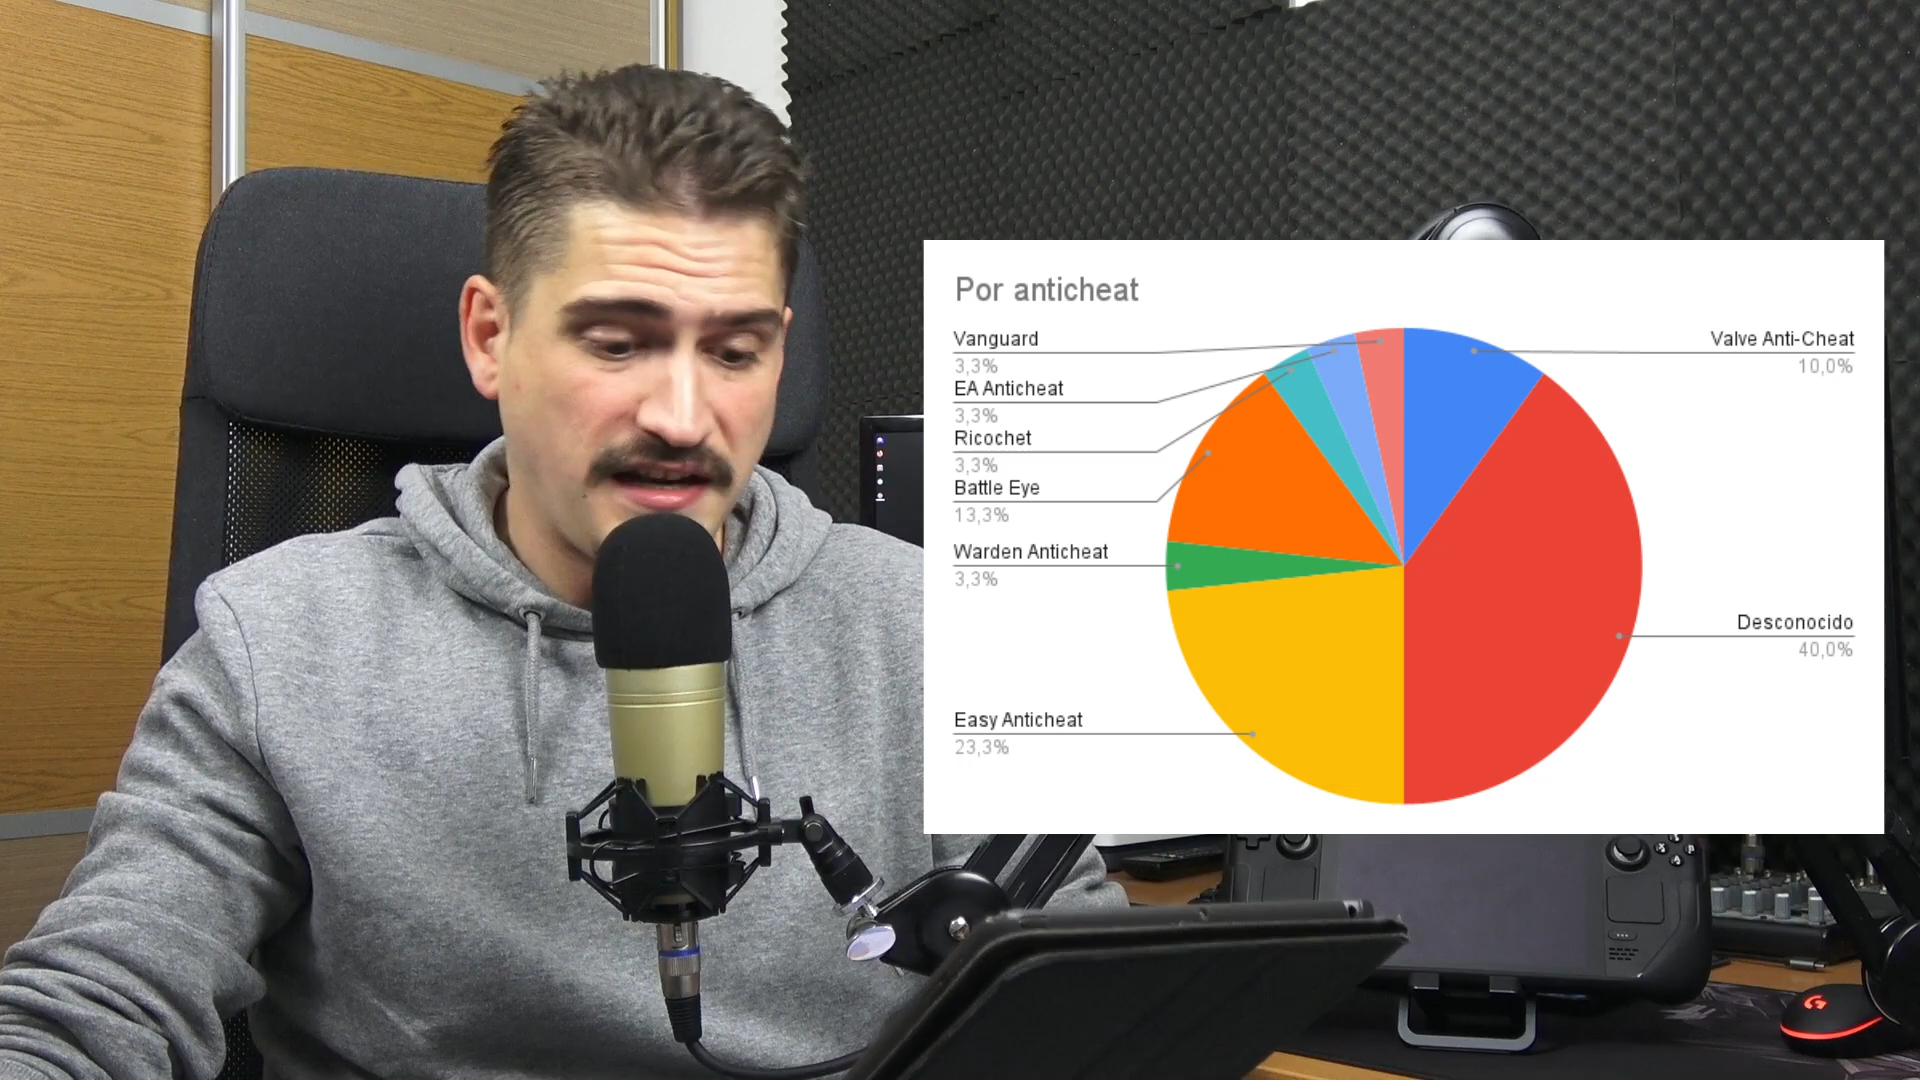 Por anticheat
Vanguard
3,3%
EA Anticheat
3,3%
Ricochet
3,3%
Battle Eye
13,3%
Warden Anticheat
3,3%
Easy Anticheat
23,3%
Valve Anti-Cheat
10,0%
Desconocido
40,0%